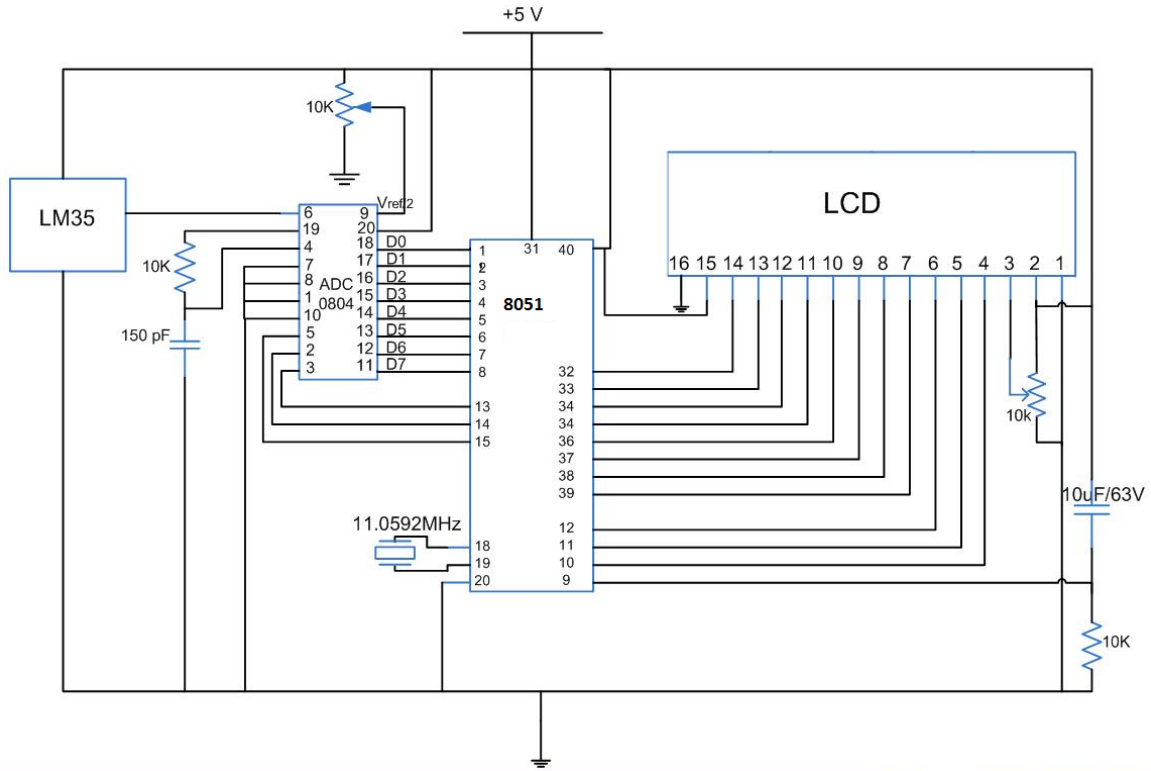 +5 V
10K
LM35
Vref/2
6 9
19 20
4 18 D0
7 17 D1
8 16 D2
1 15 D3
10 14 D4
5 13 D5
2 12 D6
3 11 D7
ADC
0804
10K
150 pF
31 40
1
2
3
4
5
6
7
8
8051
13
14
15
18
19
20
32
33
34
34
36
37
38
39
12
11
10
9
11.0592MHz
LCD
16 15 14 13 12 11 10 9 8 7 6 5 4 3 2 1
10k
10uF/63V
10K